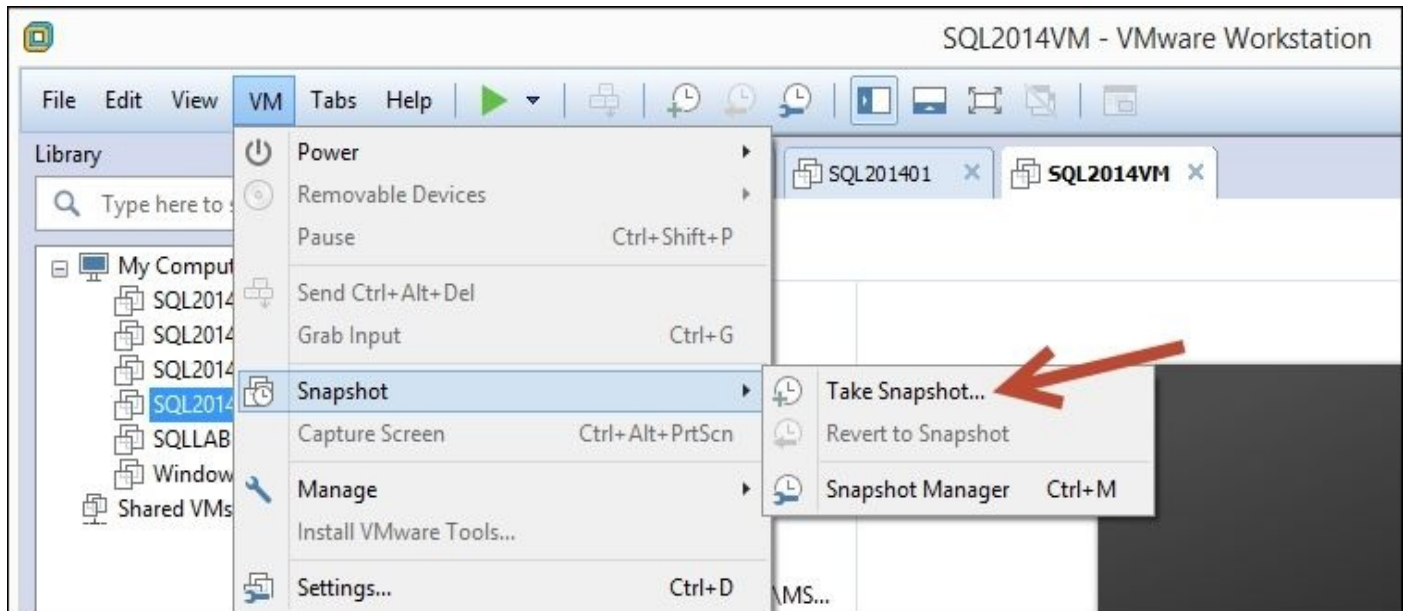 SQL2014VM - VMware Workstation
File Edit View VM Tabs Help
Library
Type here to
My Comput
SQL2014
SQL2014
SQL2014
SQL2014
SQLLAB
Window
Shared VMs
Power
Removable Devices
Pause Ctrl+Shift+P
Send Ctrl+Alt+Del
Grab Input Ctrl+G
Snapshot
Capture Screen Ctrl+Alt+PrtScn
Manage
Install VMware Tools...
Settings... Ctrl+D
SQL201401
SQL2014VM
Take Snapshot...
Revert to Snapshot
Snapshot Manager Ctrl+M
\MS...